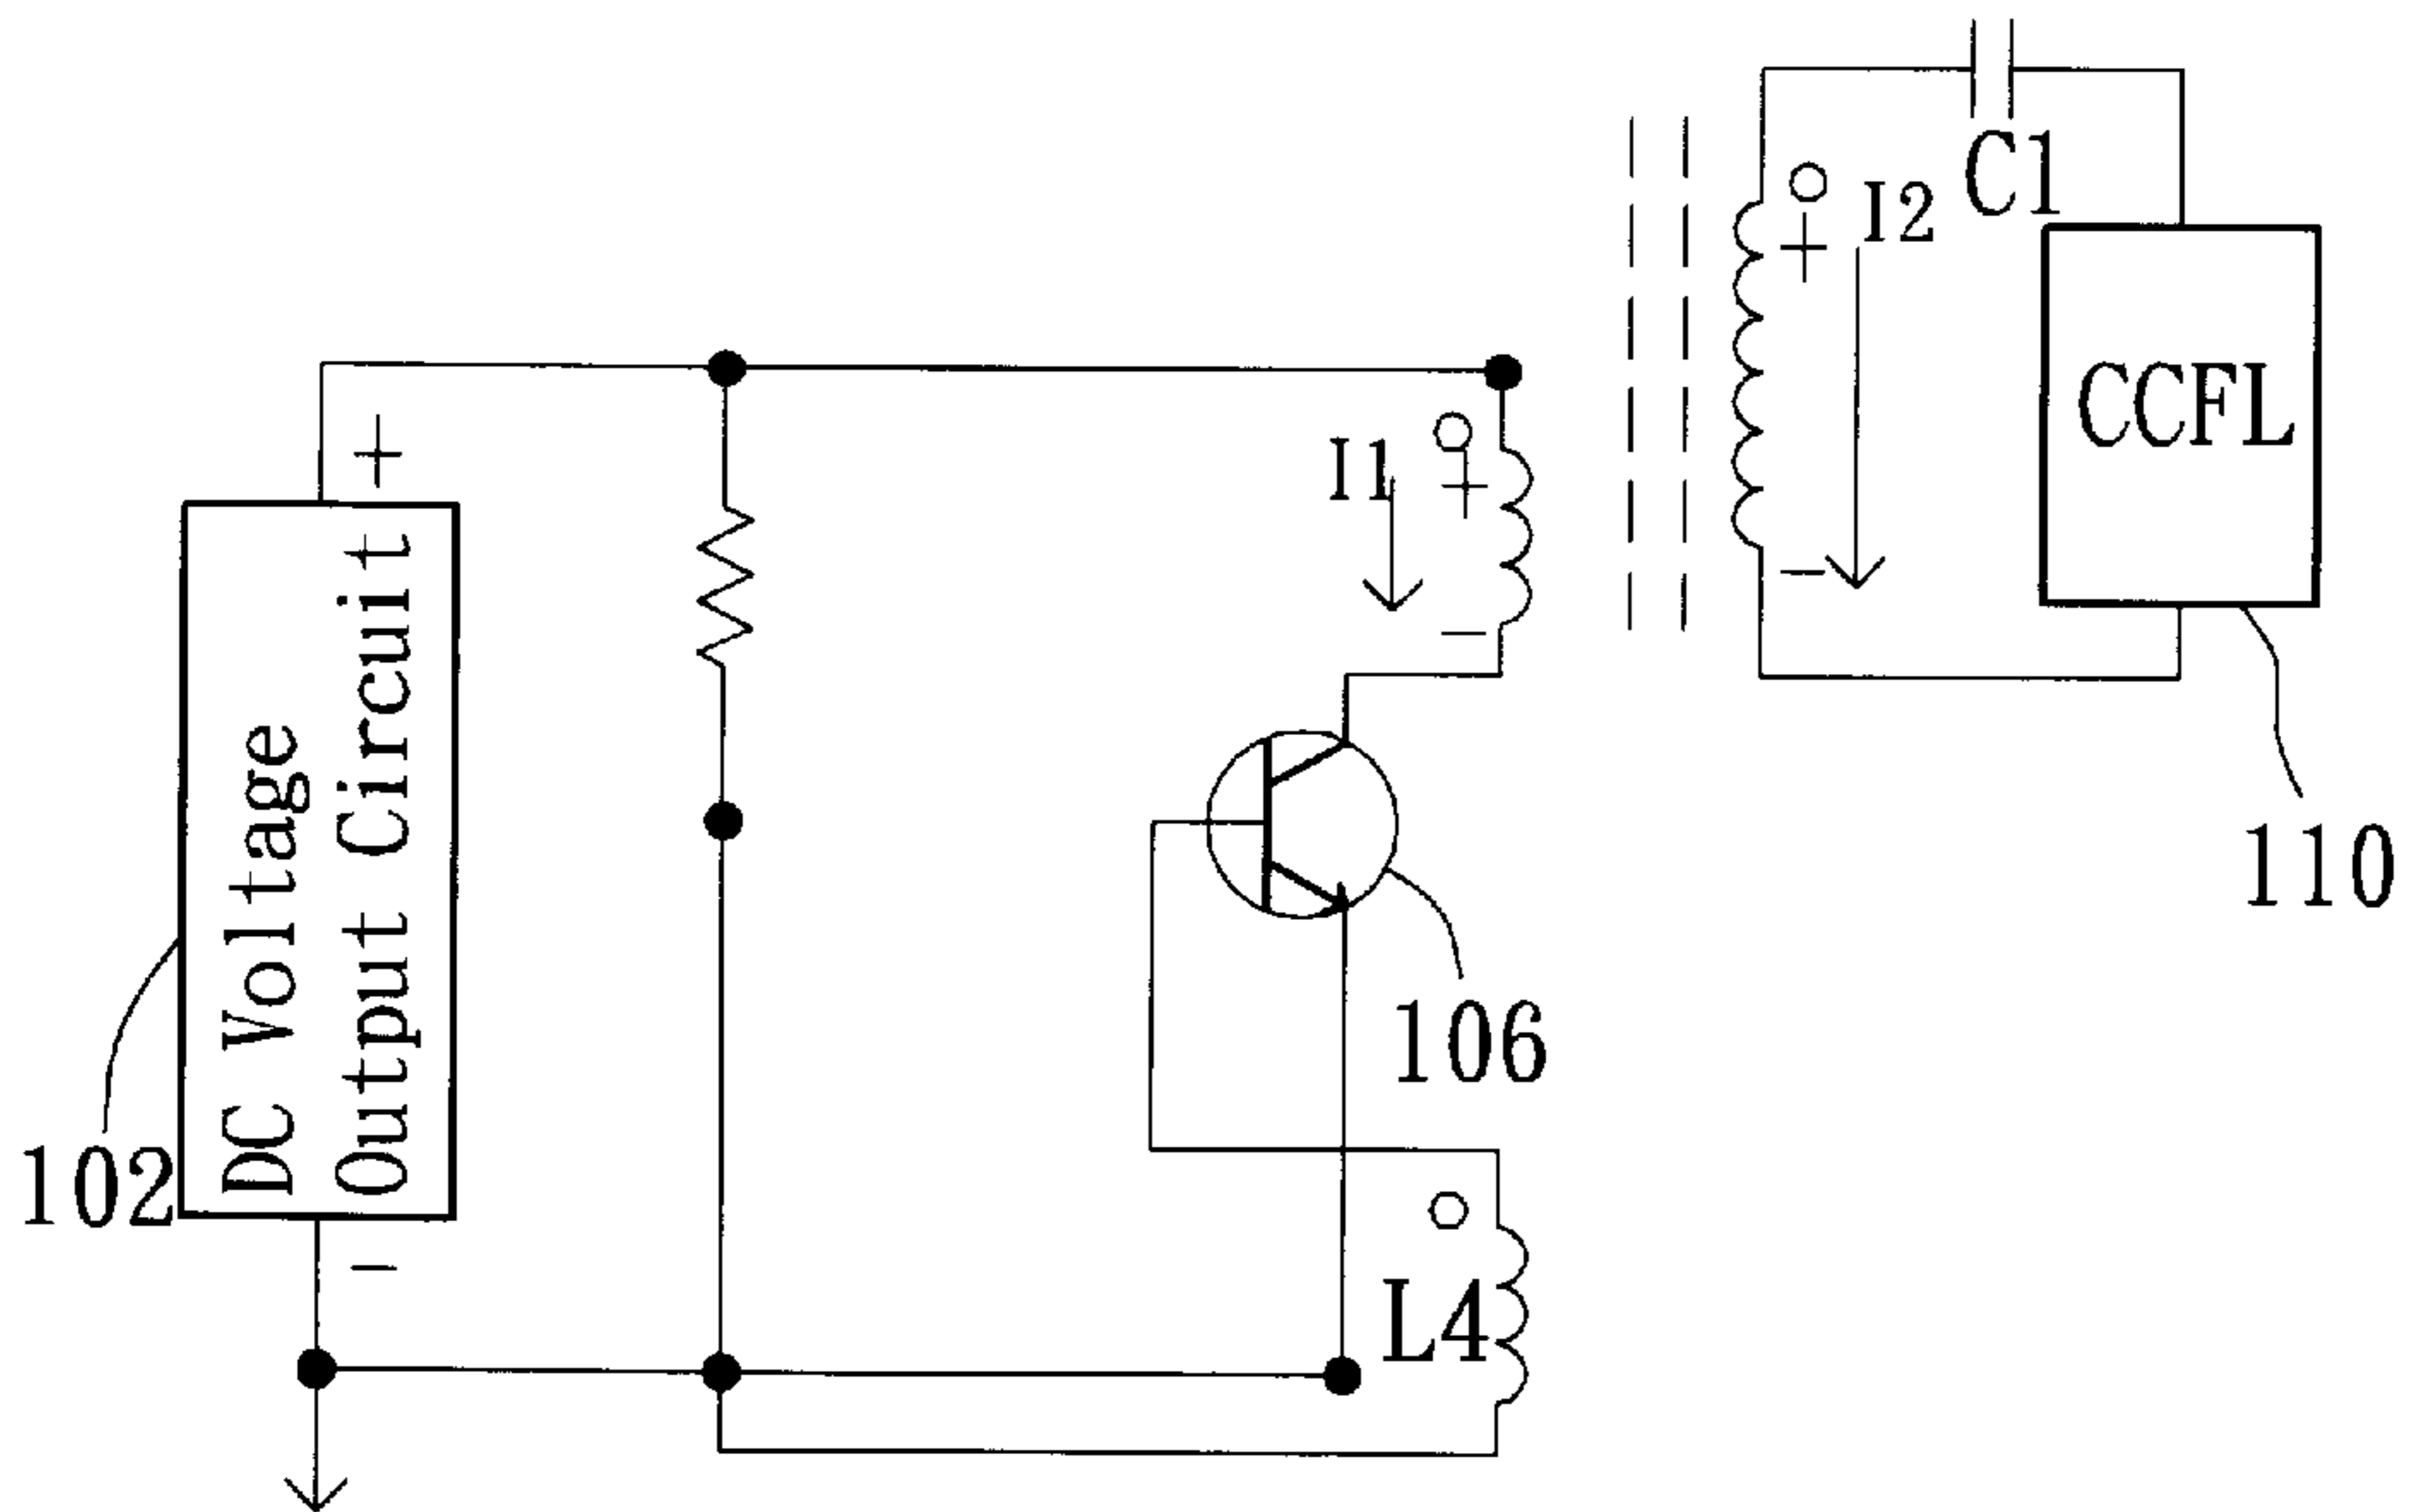 C1
I2
I1
CCFL
+
+
+
-
-
DC Voltage
Output Circuit
110
106
102
L4
-